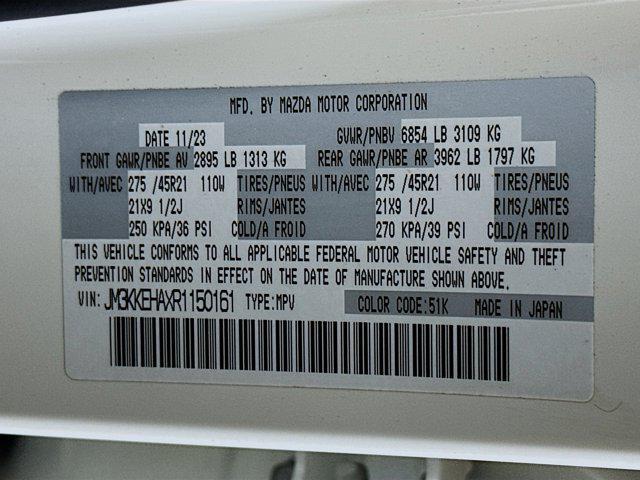 MFD. BY MAZDA MOTOR CORPORATION
DATE 11/23 GVWR/PNBV 6854 LB 3109 KG
FRONT GAWR/PNBE AV 2895 LB 1313 KG REAR GAWR/PNBE AR 3962 LB 1797 KG
WITH/AVEC 275 /45R21 110W TIRES/PNEUS WITH/AVEC 275 /45R21 110W TIRES/PNEUS
21X9 1/2J RIMS/JANTES 21X9 1/2J RIMS/JANTES
250 KPA/36 PSI COLD/A FROID 270 KPA/39 PSI COLD/A FROID
THIS VEHICLE CONFORMS TO ALL APPLICABLE FEDERAL MOTOR VEHICLE SAFETY AND THEFT
PREVENTION STANDARDS IN EFFECT ON THE DATE OF MANUFACTURE SHOWN ABOVE.
VIN: JM3KKEHAXR1150161 TYPE:MPV COLOR CODE:51K MADE IN JAPAN